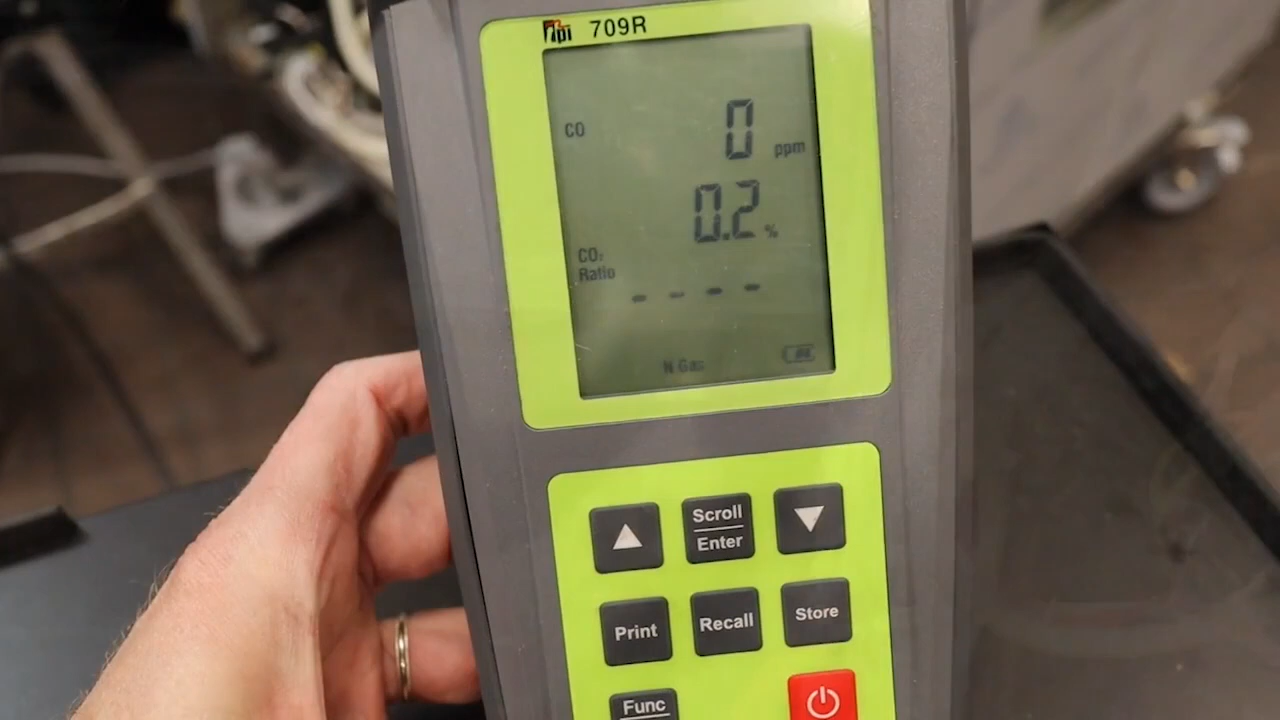 TPI 709R
CO 0 ppm
0.2 %
CO₂
Ratio - - - -
N Gas
Scroll
Enter
Print Recall Store
Func